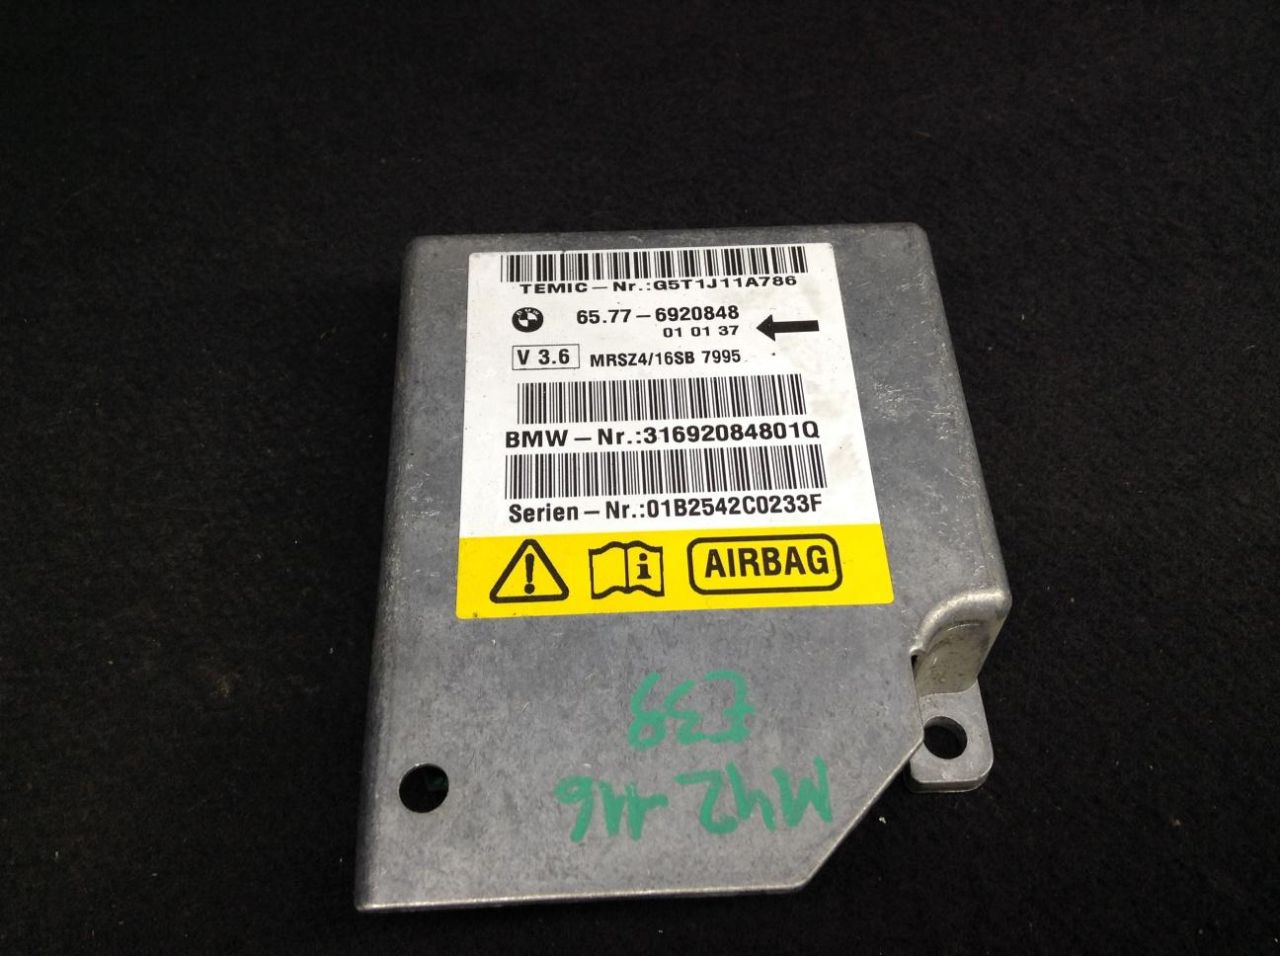 TEMIC–Nr.:G5T1J11A786
65.77–6920848
01 01 37
V 3.6 MRSZ4/16SB 7995
BMW–Nr.:31692084801Q
Serien–Nr.:01B2542C0233F
AIRBAG
M42 116
E39